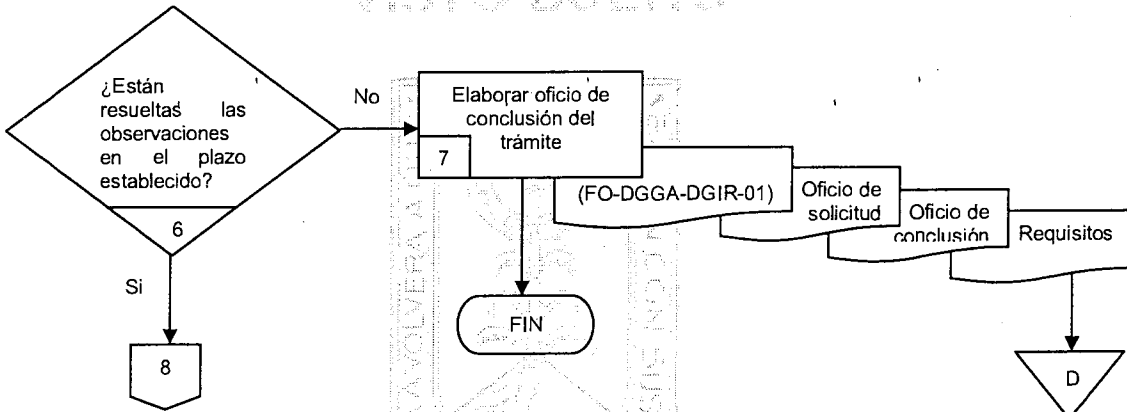 ¿Están
resueltas las
observaciones
en el plazo
establecido?
6
No
Si
8
Elaborar oficio de
conclusión del
trámite
7
FIN
(FO-DGGA-DGIR-01)
Oficio de
solicitud
Oficio de
conclusión
Requisitos
D